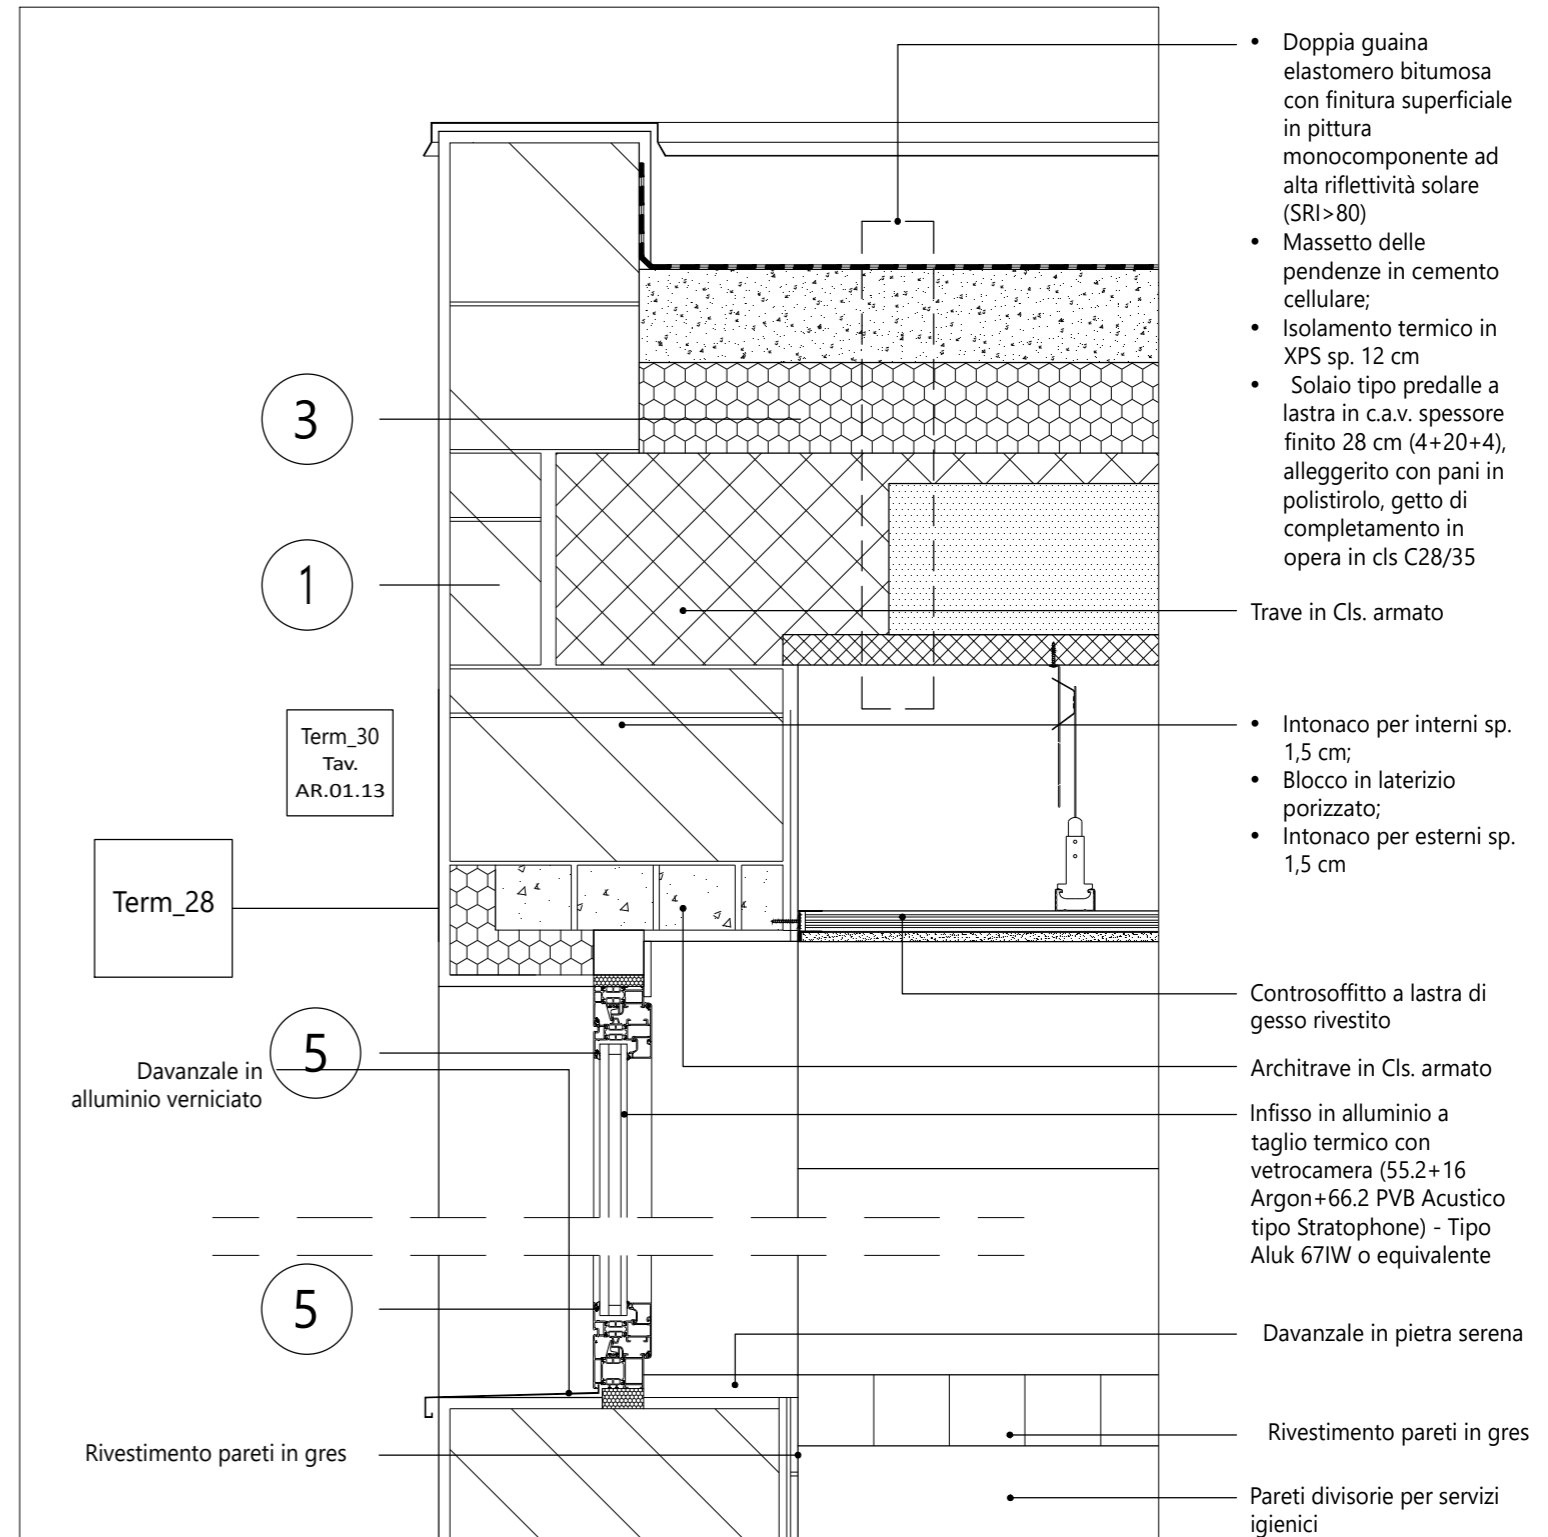 • Doppia guaina
elastomero bitumosa
con finitura superficiale
in pittura
monocomponente ad
alta riflettività solare
(SRI>80)
• Massetto delle
pendenze in cemento
cellulare;
• Isolamento termico in
XPS sp. 12 cm
• Solaio tipo predalle a
lastra in c.a.v. spessore
finito 28 cm (4+20+4),
alleggerito con pani in
polistirolo, getto di
completamento in
opera in cls C28/35
3
1
Trave in Cls. armato
Term_30
Tav.
AR.01.13
• Intonaco per interni sp.
1,5 cm;
• Blocco in laterizio
porizzato;
• Intonaco per esterni sp.
1,5 cm
Term_28
Controsoffitto a lastra di
gesso rivestito
5
Davanzale in
alluminio verniciato
Architrave in Cls. armato
Infisso in alluminio a
taglio termico con
vetrocamera (55.2+16
Argon+66.2 PVB Acustico
tipo Stratophone) - Tipo
Aluk 67IW o equivalente
5
Davanzale in pietra serena
Rivestimento pareti in gres
Rivestimento pareti in gres
Pareti divisorie per servizi
igienici